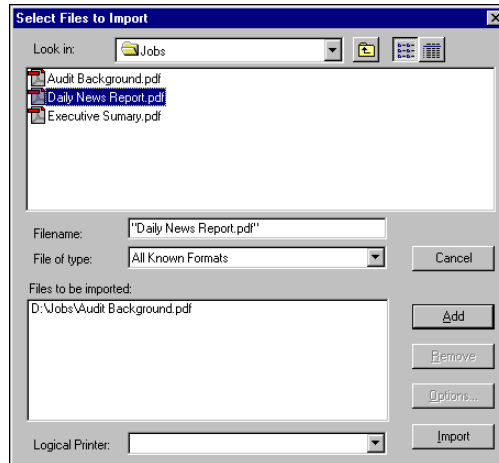 Select Files to Import
Look in: Jobs
Audit Background.pdf
Daily News Report.pdf
Executive Sumary.pdf
Filename: "Daily News Report.pdf"
File of type: All Known Formats Cancel
Files to be imported:
D:\Jobs\Audit Background.pdf
Add
Remove
Options...
Logical Printer: Import